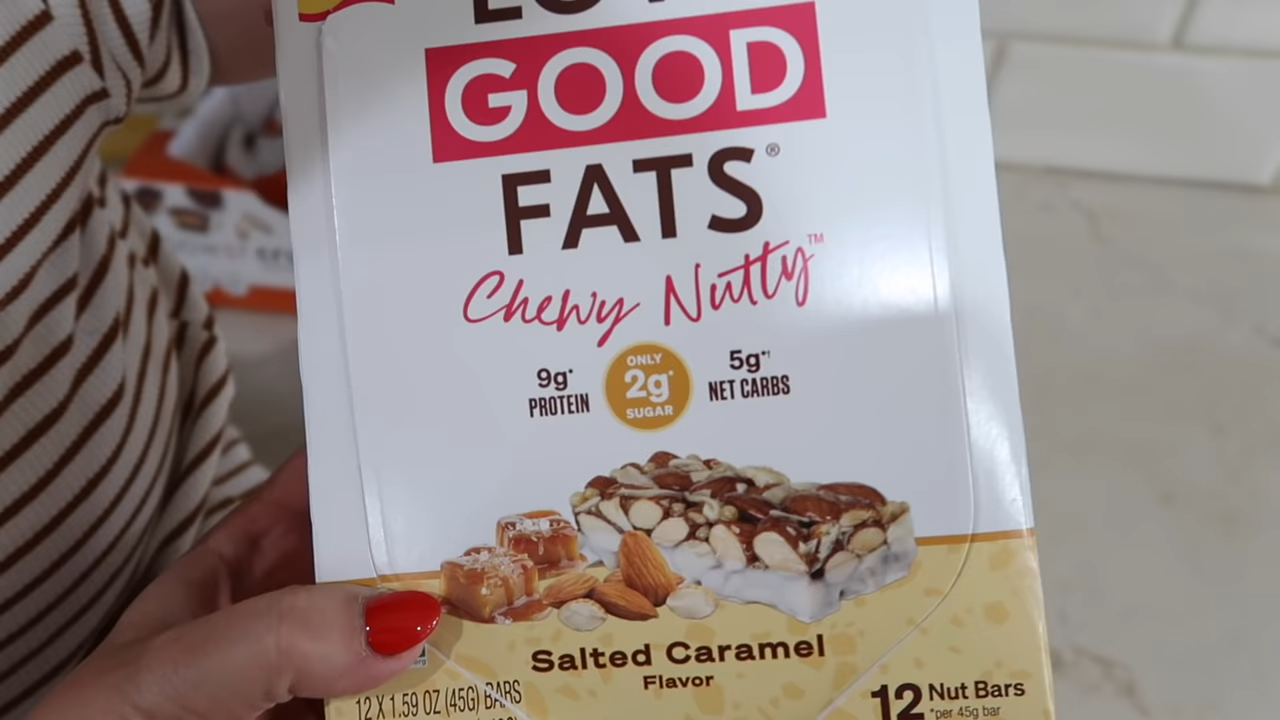 GOOD
FATS®
Chewy Nutty™
9g*
PROTEIN
ONLY
2g*
SUGAR
5g*†
NET CARBS
Salted Caramel
Flavor
12 X 1.59 OZ (45G) BARS
12 Nut Bars
*per 45g bar